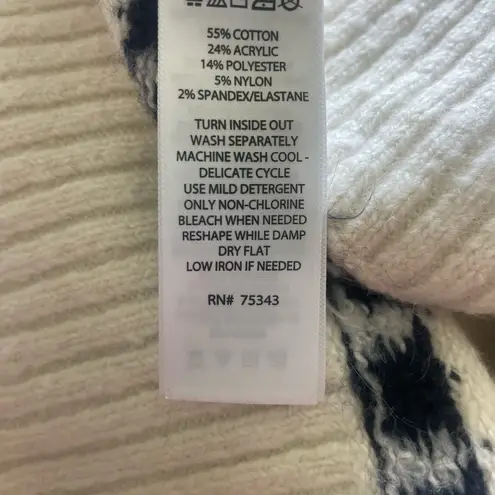 55% COTTON
24% ACRYLIC
14% POLYESTER
5% NYLON
2% SPANDEX/ELASTANE
TURN INSIDE OUT
WASH SEPARATELY
MACHINE WASH COOL -
DELICATE CYCLE
USE MILD DETERGENT
ONLY NON-CHLORINE
BLEACH WHEN NEEDED
RESHAPE WHILE DAMP
DRY FLAT
LOW IRON IF NEEDED
RN# 75343